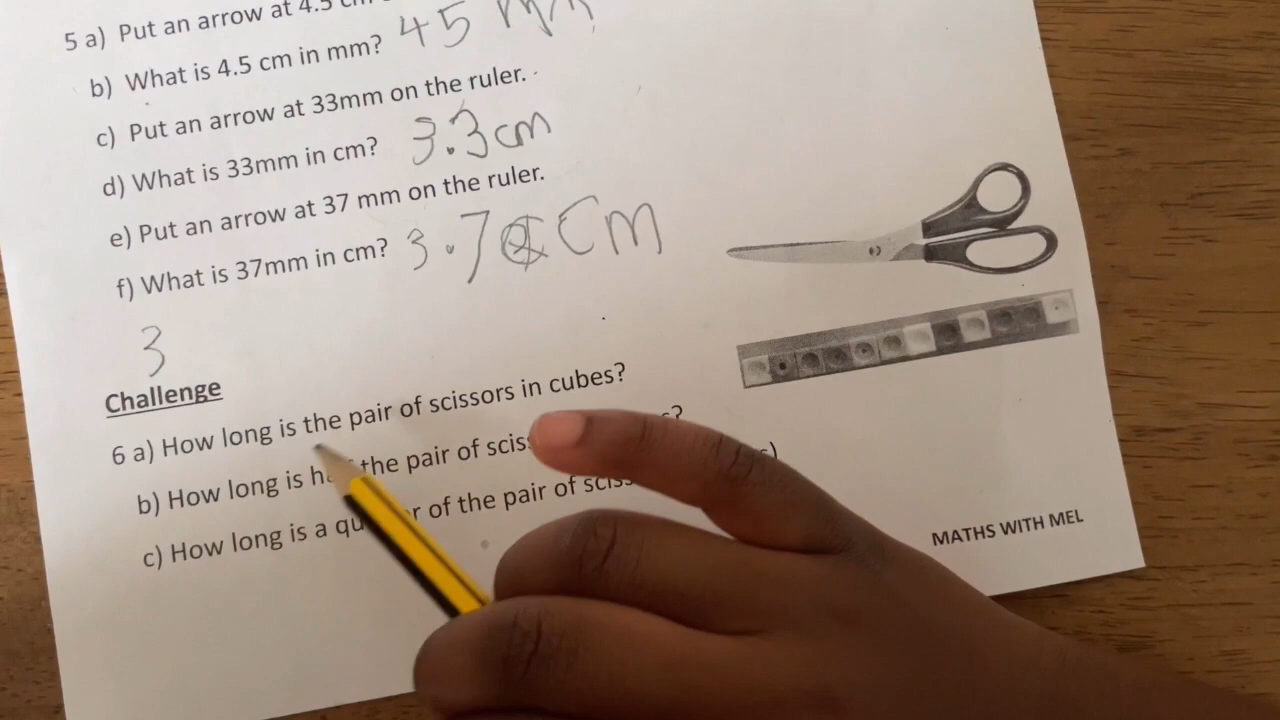 5 a) Put an arrow at 4.5 cm
b) What is 4.5 cm in mm? 45 mm
c) Put an arrow at 33mm on the ruler.
d) What is 33mm in cm? 3.3cm
e) Put an arrow at 37 mm on the ruler.
f) What is 37mm in cm? 3.7 cm
3
Challenge
6 a) How long is the pair of scissors in cubes?
b) How long is the pair of
c) How long is a of the pair of
MATHS WITH MEL